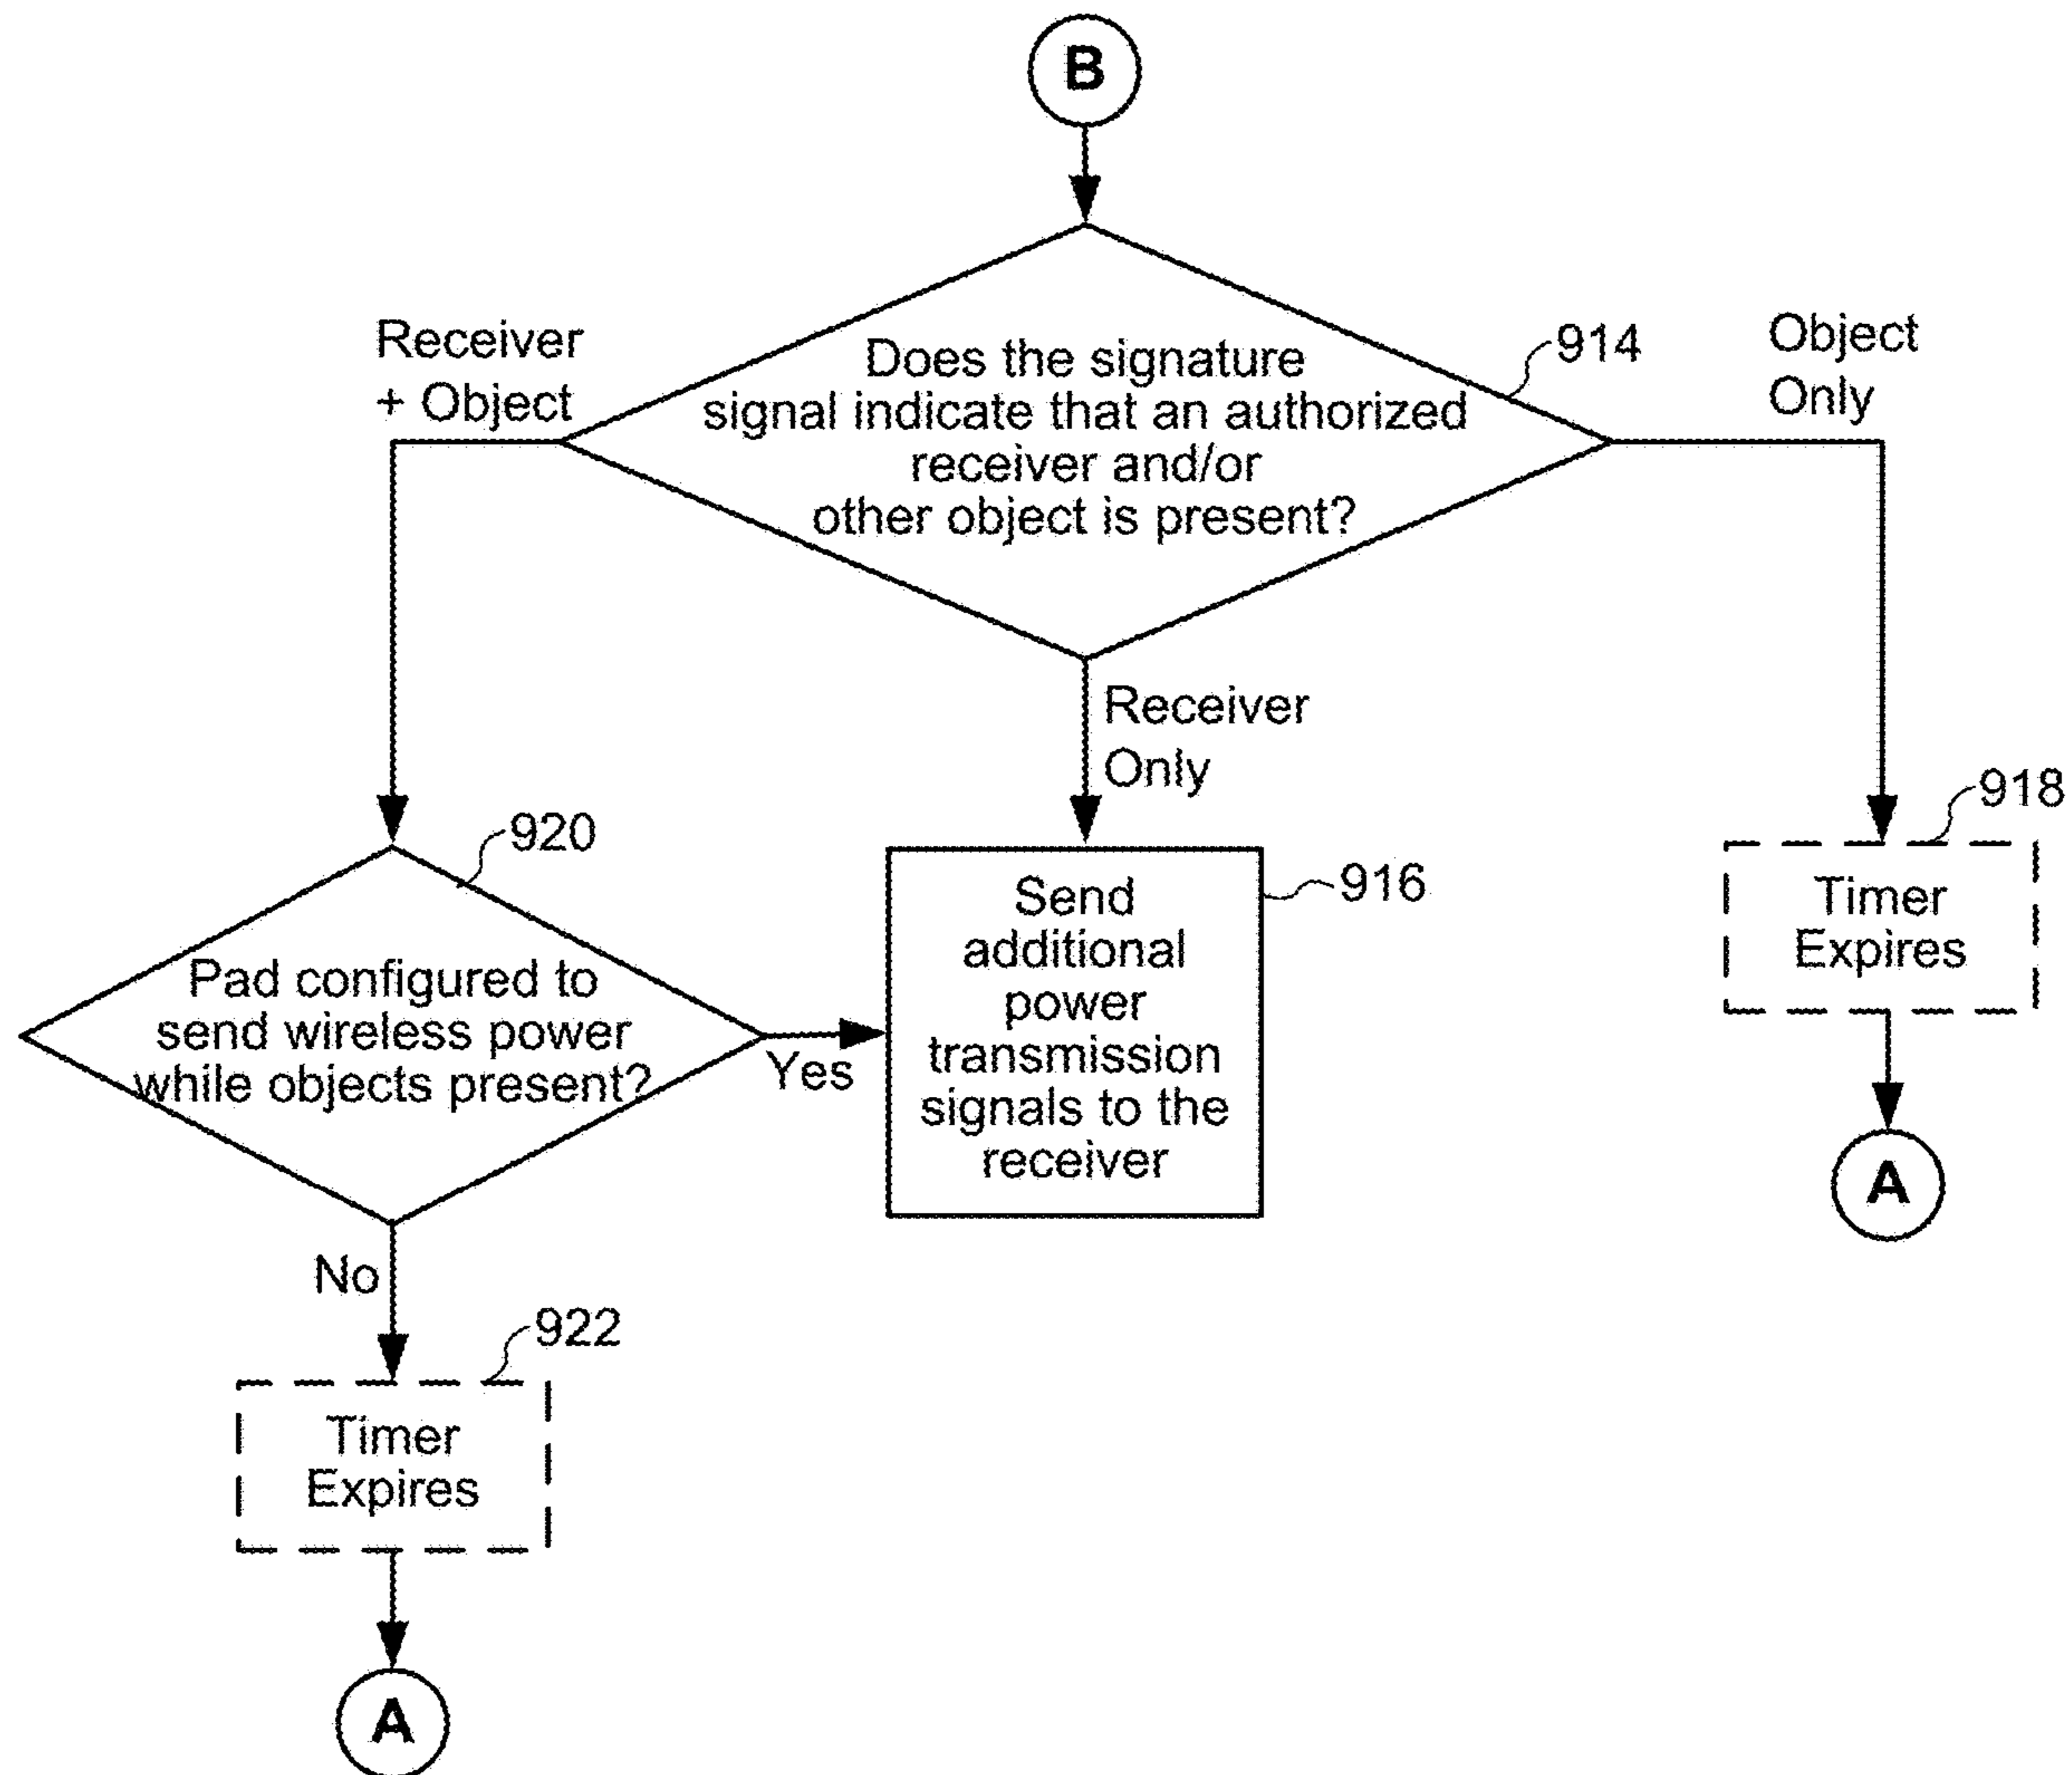 B
Receiver
+ Object
Does the signature
signal indicate that an authorized
receiver and/or
other object is present?
914
Object
Only
Receiver
Only
918
Timer
Expires
A
920
Pad configured to
send wireless power
while objects present?
Yes
916
Send
additional
power
transmission
signals to the
receiver
No
922
Timer
Expires
A